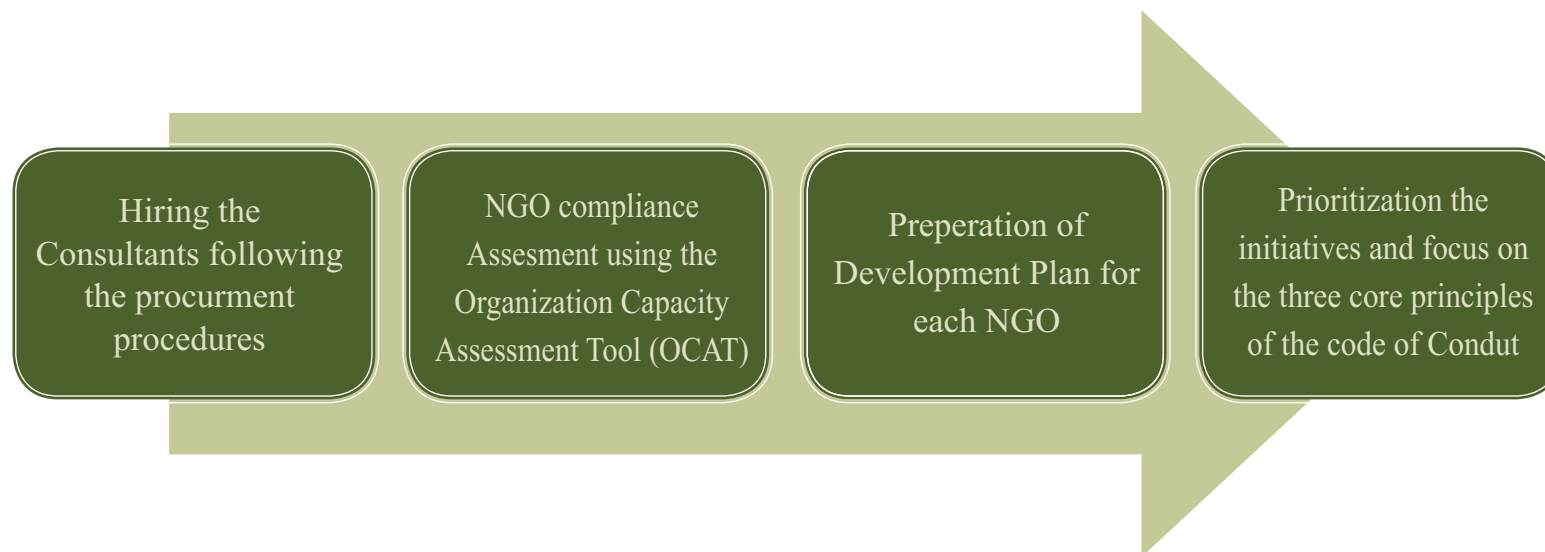 Hiring the
Consultants following
the procurment
procedures
NGO compliance
Assesment using the
Organization Capacity
Assessment Tool (OCAT)
Preperation of
Development Plan for
each NGO
Prioritization the
initiatives and focus on
the three core principles
of the code of Condut